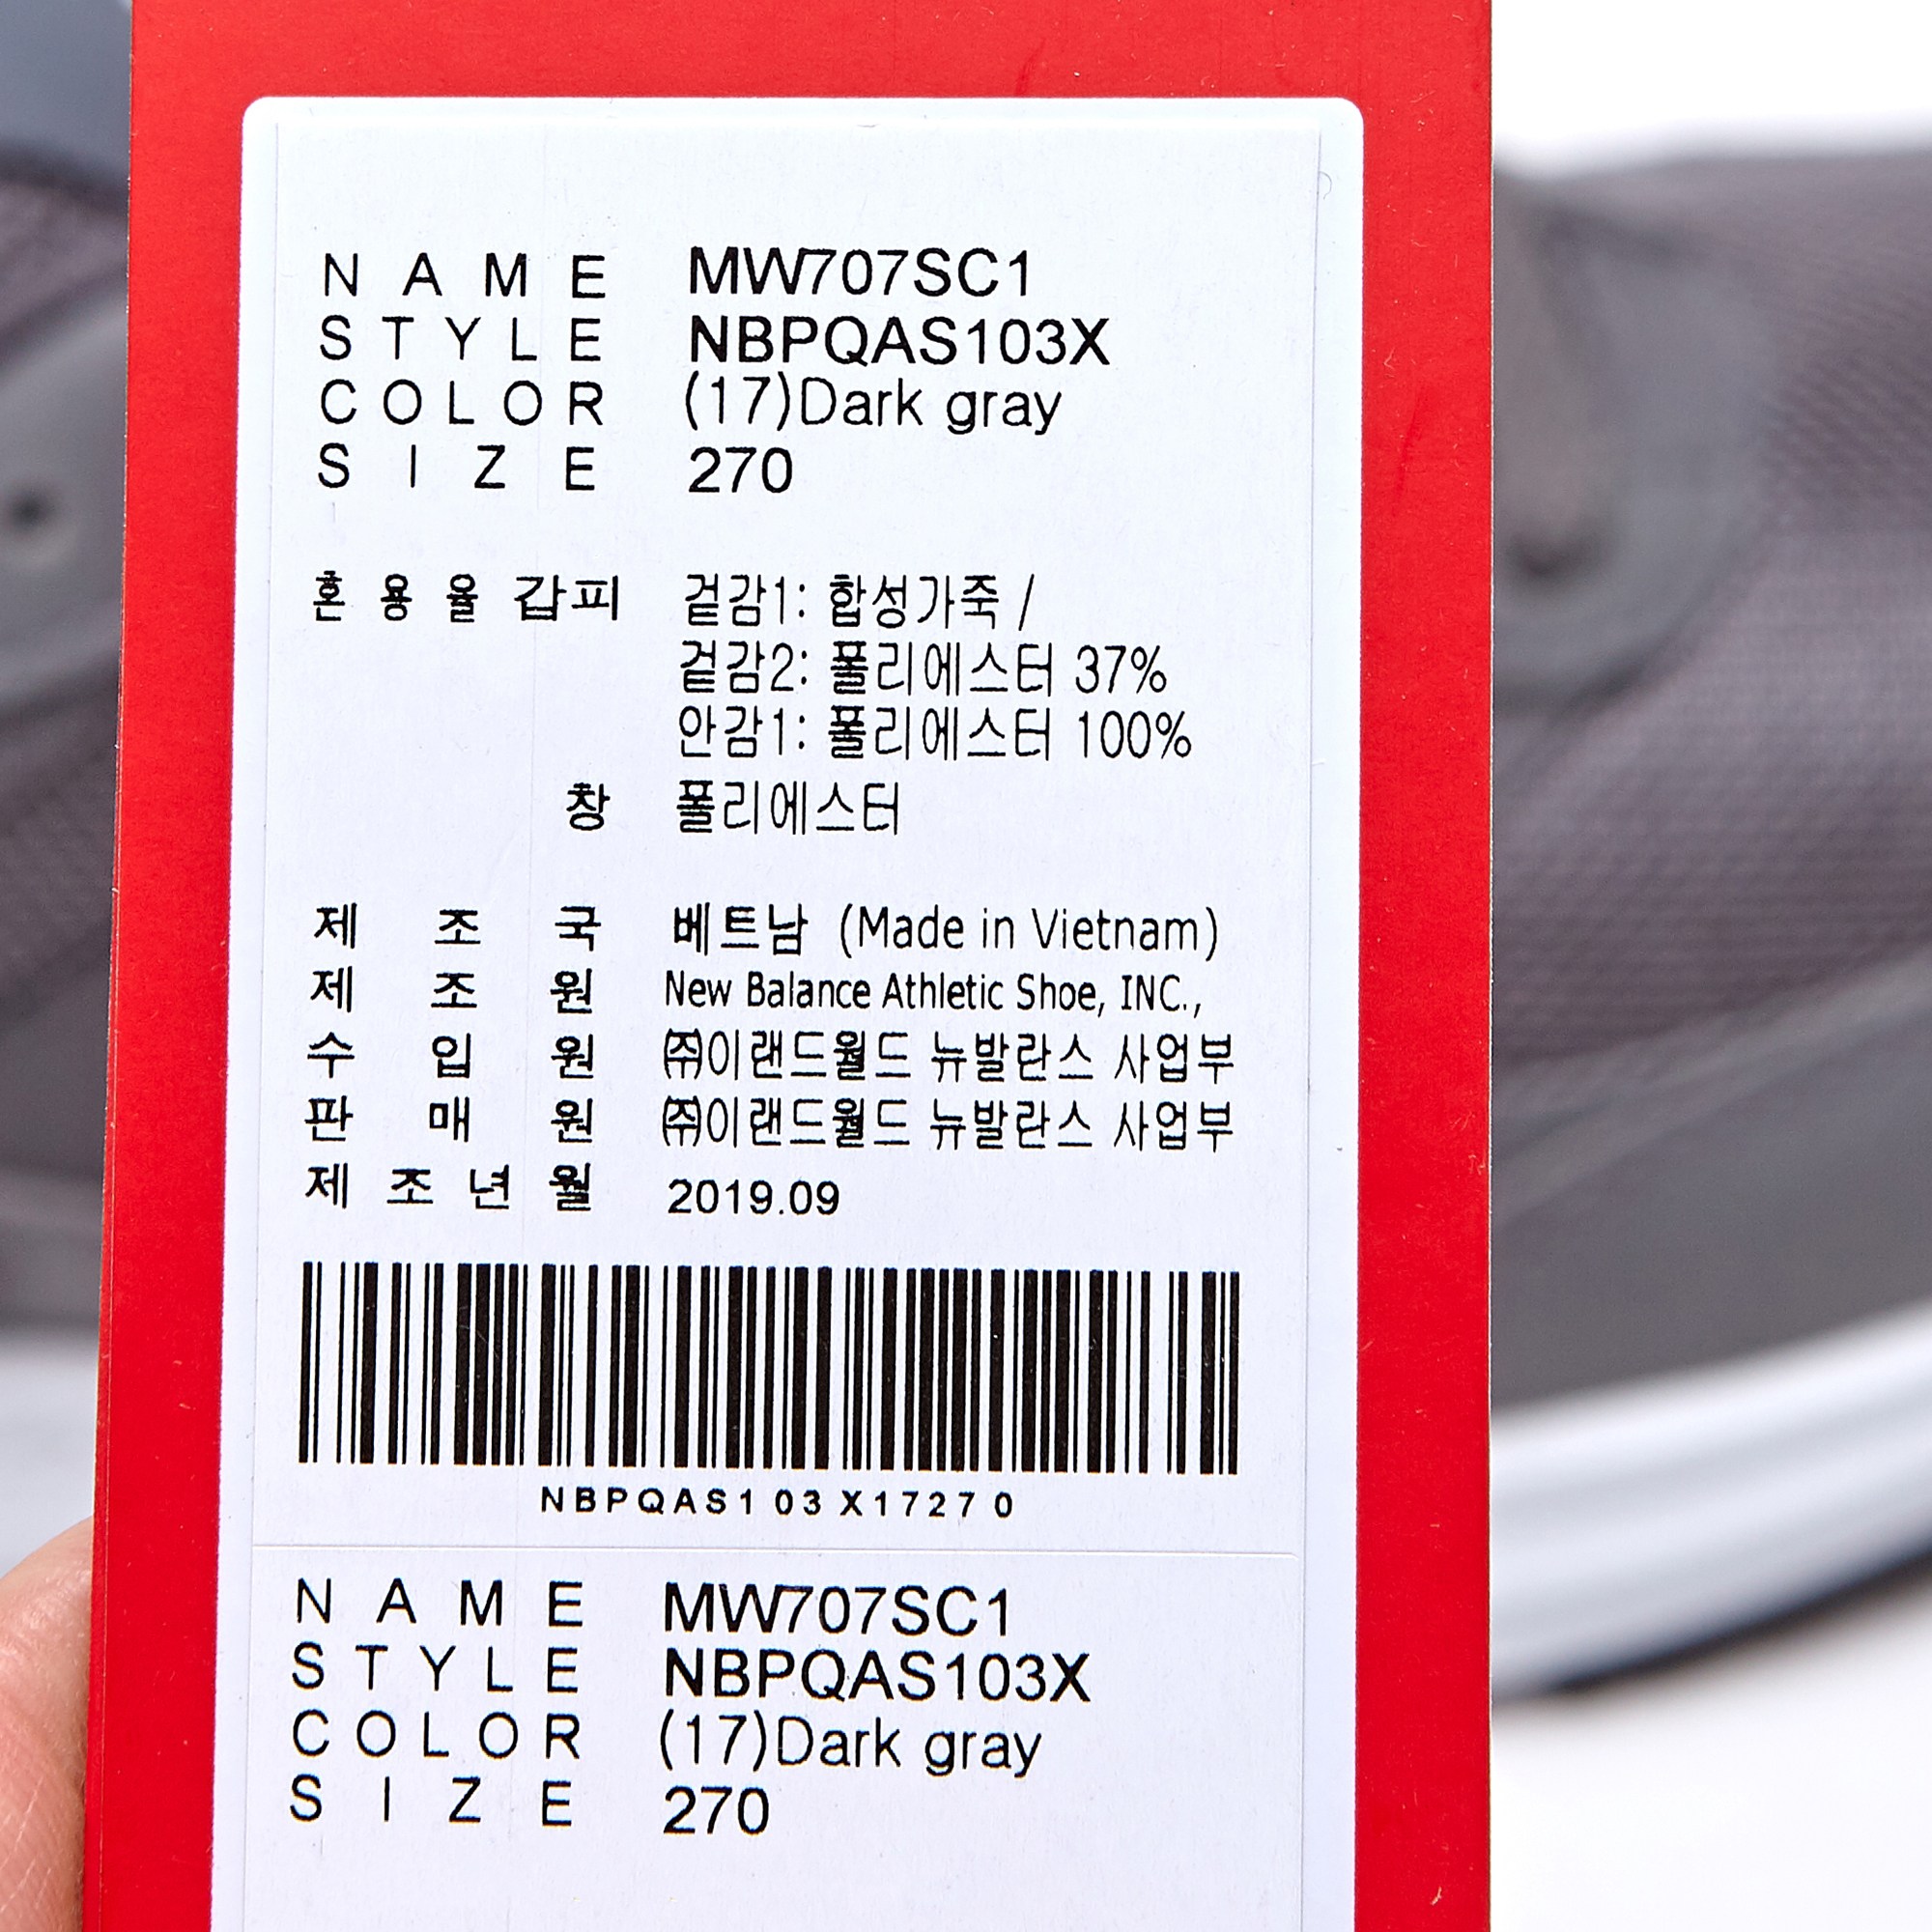 NAME MW707SC1
STYLE NBPQAS103X
COLOR (17)Dark gray
SIZE 270
혼용율 갑피 겉감1: 합성가죽 /
겉감2: 폴리에스터 37%
안감1: 폴리에스터 100%
창 폴리에스터
제조국 베트남 (Made in Vietnam)
제조원 New Balance Athletic Shoe, INC.,
수입원 ㈜이랜드월드 뉴발란스 사업부
판매원 ㈜이랜드월드 뉴발란스 사업부
제조년월 2019.09
NBPQAS103X17270
NAME MW707SC1
STYLE NBPQAS103X
COLOR (17)Dark gray
SIZE 270